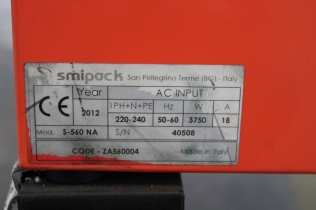 smipack San Pellegrino Terme (BG) - Italy
Year AC INPUT
CE 2012 1PH+N+PE Hz W A
220-240 50-60 3750 18
Mod. S-560 NA S/N 40508
CODE - ZA560004 Made in Italy